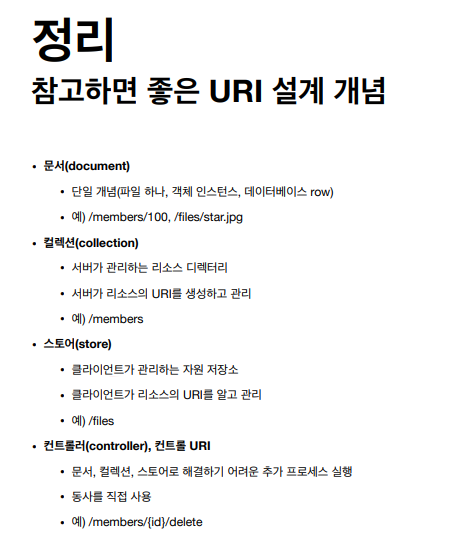 정리
참고하면 좋은 URI 설계 개념
• 문서(document)
• 단일 개념(파일 하나, 객체 인스턴스, 데이터베이스 row)
• 예) /members/100, /files/star.jpg
• 컬렉션(collection)
• 서버가 관리하는 리소스 디렉터리
• 서버가 리소스의 URI를 생성하고 관리
• 예) /members
• 스토어(store)
• 클라이언트가 관리하는 자원 저장소
• 클라이언트가 리소스의 URI를 알고 관리
• 예) /files
• 컨트롤러(controller), 컨트롤 URI
• 문서, 컬렉션, 스토어로 해결하기 어려운 추가 프로세스 실행
• 동사를 직접 사용
• 예) /members/{id}/delete